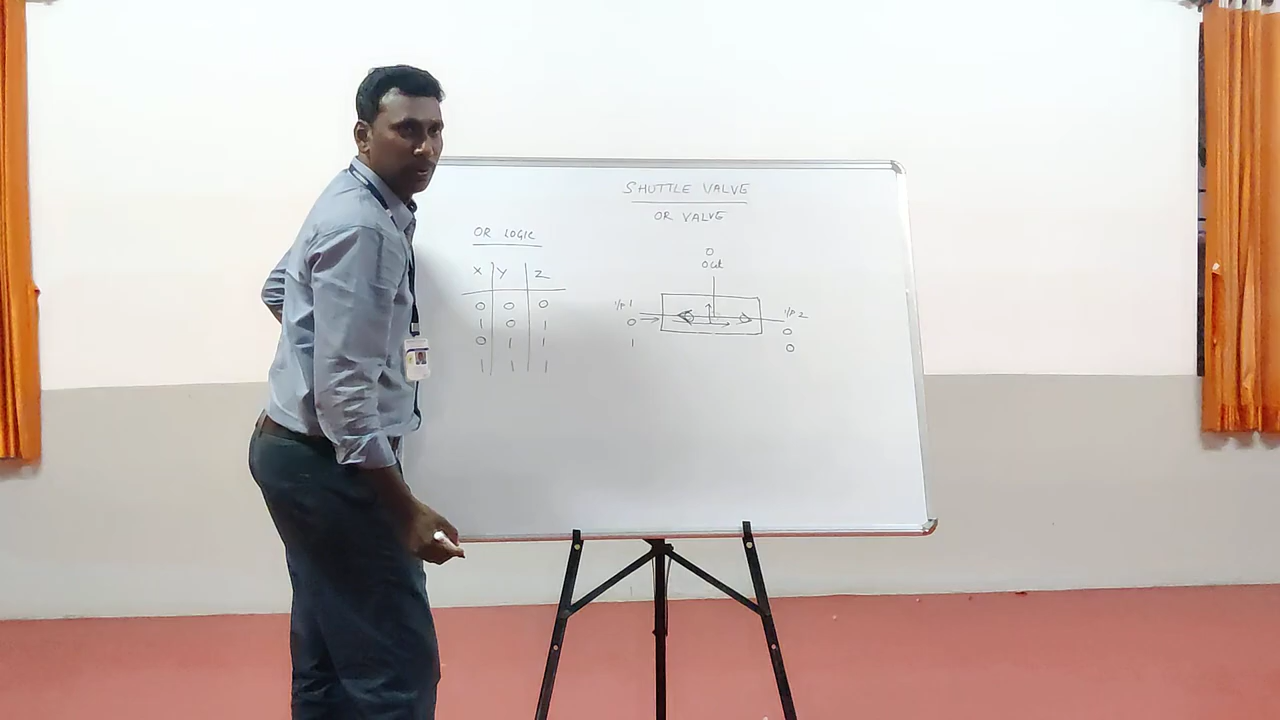 SHUTTLE VALVE
OR VALVE
OR LOGIC
X Y Z
0 0 0
1 0 1
0 1 1
1 1 1
0
Out
i/p 1
0
1
i/p 2
0
0